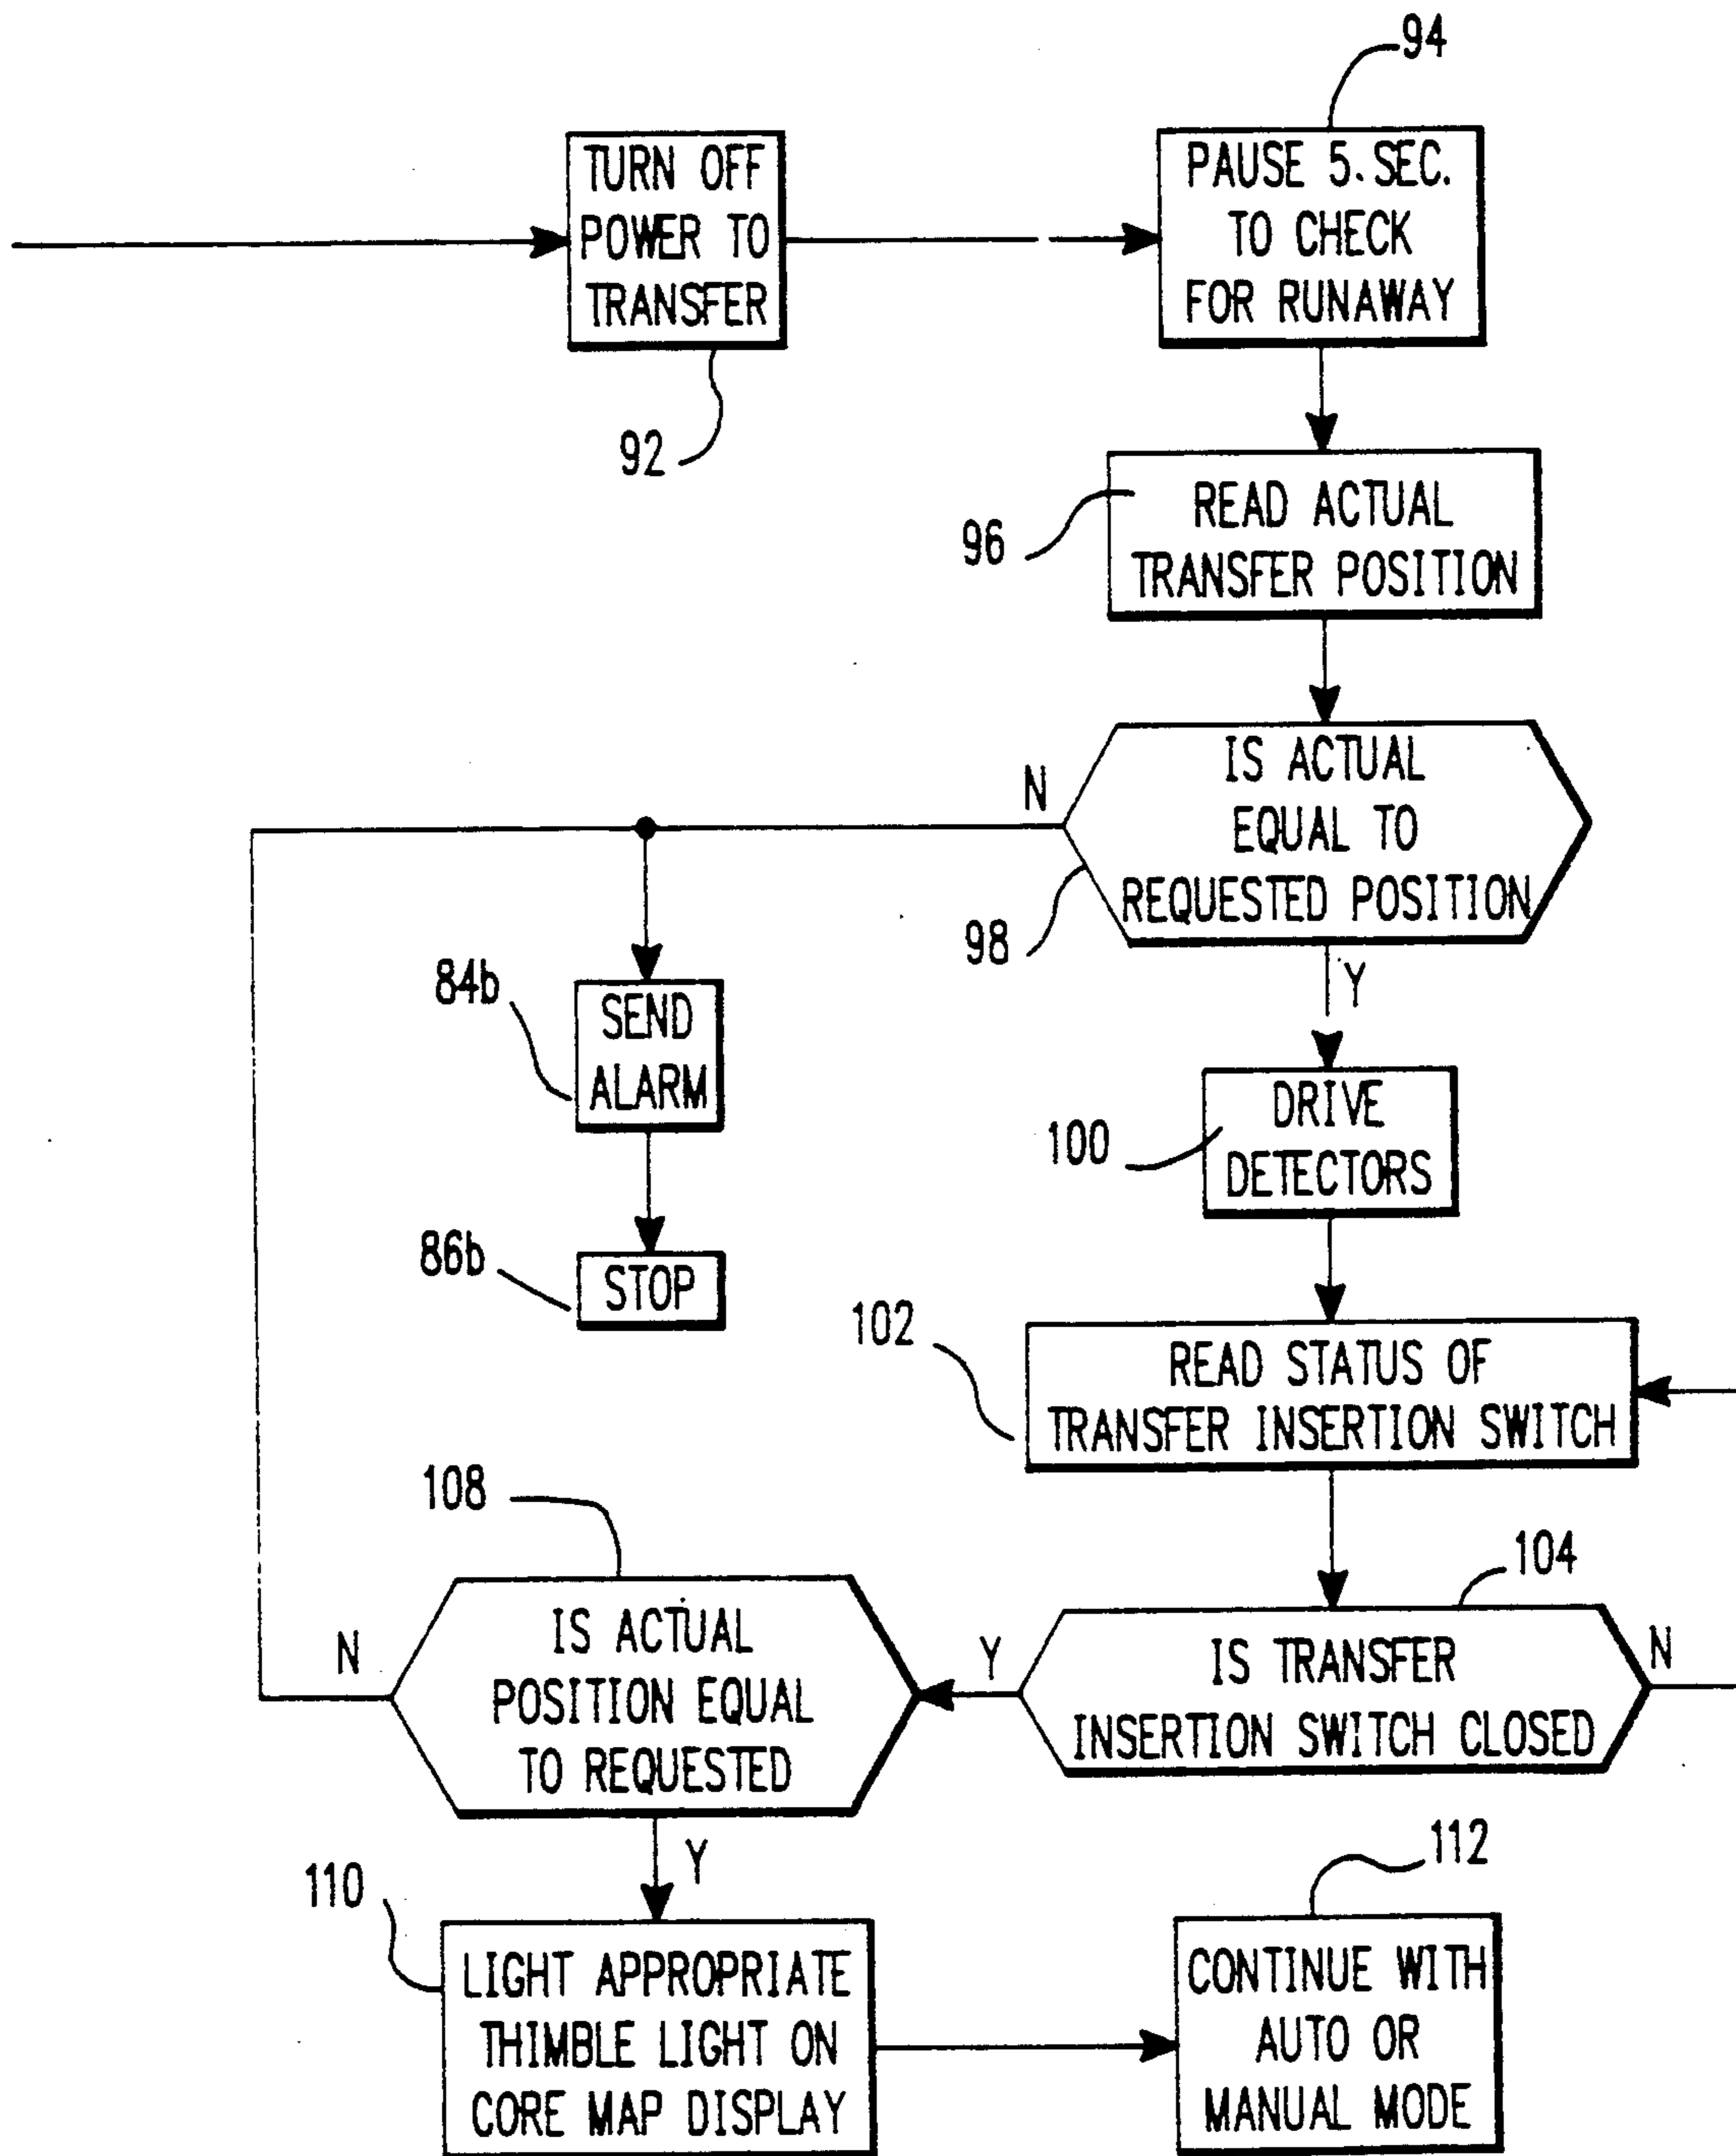 94
TURN OFF
POWER TO
TRANSFER
PAUSE 5.SEC.
TO CHECK
FOR RUNAWAY
92
96
READ ACTUAL
TRANSFER POSITION
N
IS ACTUAL
EQUAL TO
REQUESTED POSITION
98
Y
84b
SEND
ALARM
100
DRIVE
DETECTORS
86b
STOP
102
READ STATUS OF
TRANSFER INSERTION SWITCH
108
104
N
IS ACTUAL
POSITION EQUAL
TO REQUESTED
Y
IS TRANSFER
INSERTION SWITCH CLOSED
N
Y
110
112
LIGHT APPROPRIATE
THIMBLE LIGHT ON
CORE MAP DISPLAY
CONTINUE WITH
AUTO OR
MANUAL MODE